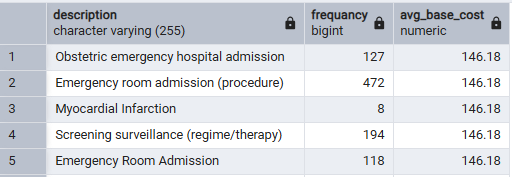 description frequancy avg_base_cost
character varying (255) bigint numeric
1 Obstetric emergency hospital admission 127 146.18
2 Emergency room admission (procedure) 472 146.18
3 Myocardial Infarction 8 146.18
4 Screening surveillance (regime/therapy) 194 146.18
5 Emergency Room Admission 118 146.18